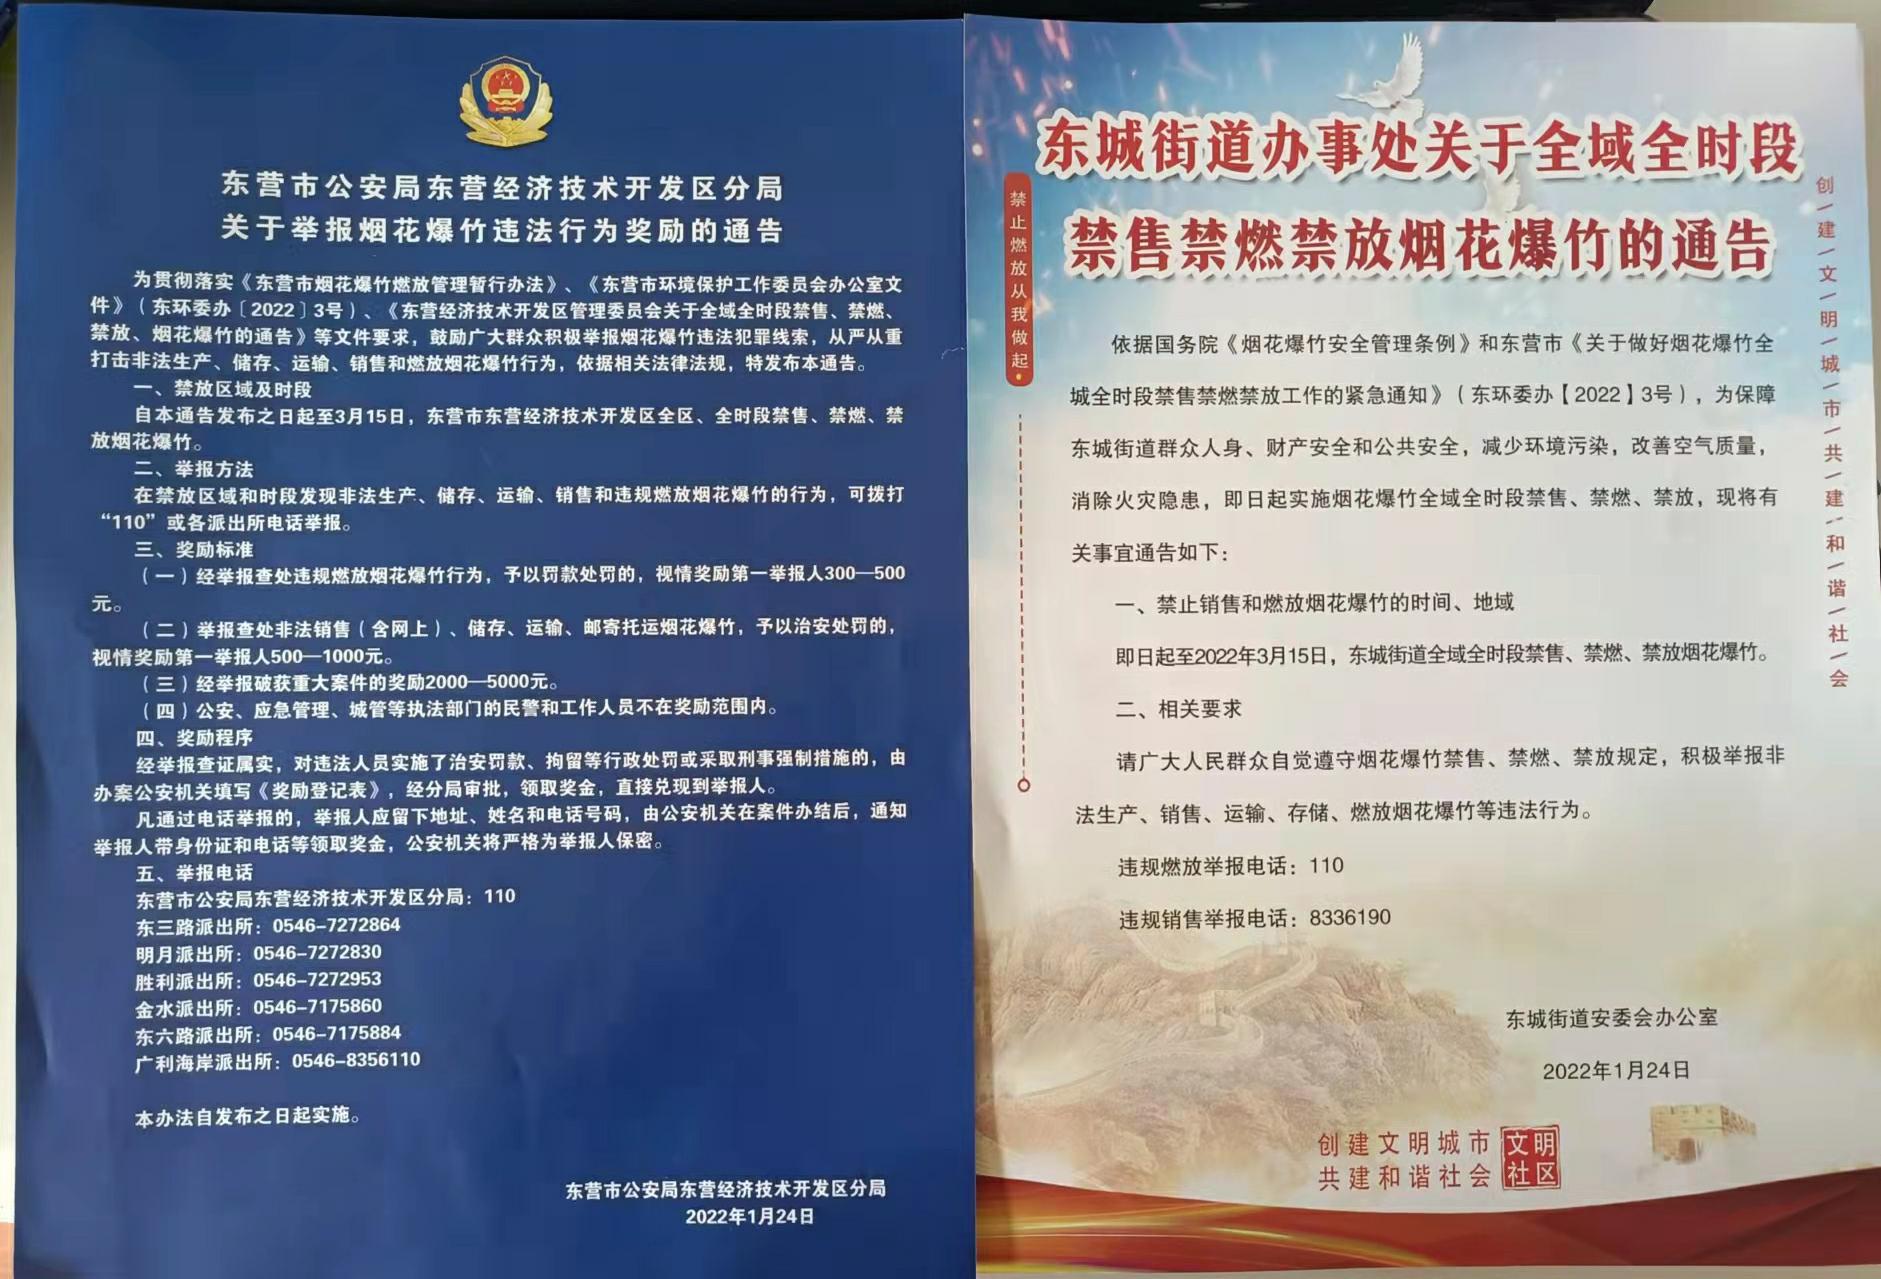 东营市公安局东营经济技术开发区分局
关于举报烟花爆竹违法行为奖励的通告
为贯彻落实《东营市烟花爆竹燃放管理暂行办法》、《东营市环境保护工作委员会办公室文
件》（东环委办〔2022〕3号）、《东营经济技术开发区管理委员会关于全域全时段禁售、禁燃、
禁放、烟花爆竹的通告》等文件要求，鼓励广大群众积极举报烟花爆竹违法犯罪线索，从严从重
打击非法生产、储存、运输、销售和燃放烟花爆竹行为，依据相关法律法规，特发布本通告。
一、禁放区域及时段
自本通告发布之日起至3月15日，东营市东营经济技术开发区全区、全时段禁售、禁燃、禁
放烟花爆竹。
二、举报方法
在禁放区域和时段发现非法生产、储存、运输、销售和违规燃放烟花爆竹的行为，可拨打
“110”或各派出所电话举报。
三、奖励标准
（一）经举报查处违规燃放烟花爆竹行为，予以罚款处罚的，视情奖励第一举报人300—500
元。
（二）举报查处非法销售（含网上）、储存、运输、邮寄托运烟花爆竹，予以治安处罚的，
视情奖励第一举报人500—1000元。
（三）经举报破获重大案件的奖励2000—5000元。
（四）公安、应急管理、城管等执法部门的民警和工作人员不在奖励范围内。
四、奖励程序
经举报查证属实，对违法人员实施了治安罚款、拘留等行政处罚或采取刑事强制措施的，由
办案公安机关填写《奖励登记表》，经分局审批，领取奖金，直接兑现到举报人。
凡通过电话举报的，举报人应留下地址、姓名和电话号码，由公安机关在案件办结后，通知
举报人带身份证和电话等领取奖金，公安机关将严格为举报人保密。
五、举报电话
东营市公安局东营经济技术开发区分局：110
东三路派出所：0546-7272864
明月派出所：0546-7272830
胜利派出所：0546-7272953
金水派出所：0546-7175860
东六路派出所：0546-7175884
广利海岸派出所：0546-8356110
本办法自发布之日起实施。
东营市公安局东营经济技术开发区分局
2022年1月24日
东城街道办事处关于全域全时段
禁售禁燃禁放烟花爆竹的通告
禁止燃放从我做起
依据国务院《烟花爆竹安全管理条例》和东营市《关于做好烟花爆竹全
城全时段禁售禁燃禁放工作的紧急通知》（东环委办【2022】3号），为保障
东城街道群众人身、财产安全和公共安全，减少环境污染，改善空气质量，
消除火灾隐患，即日起实施烟花爆竹全域全时段禁售、禁燃、禁放，现将有
关事宜通告如下：
一、禁止销售和燃放烟花爆竹的时间、地域
即日起至2022年3月15日，东城街道全域全时段禁售、禁燃、禁放烟花爆竹。
二、相关要求
请广大人民群众自觉遵守烟花爆竹禁售、禁燃、禁放规定，积极举报非
法生产、销售、运输、存储、燃放烟花爆竹等违法行为。
违规燃放举报电话：110
违规销售举报电话：8336190
东城街道安委会办公室
2022年1月24日
创建文明城市
共建和谐社会
文明
社区
创/建/文/明/城/市/共/建/和/谐/社/会